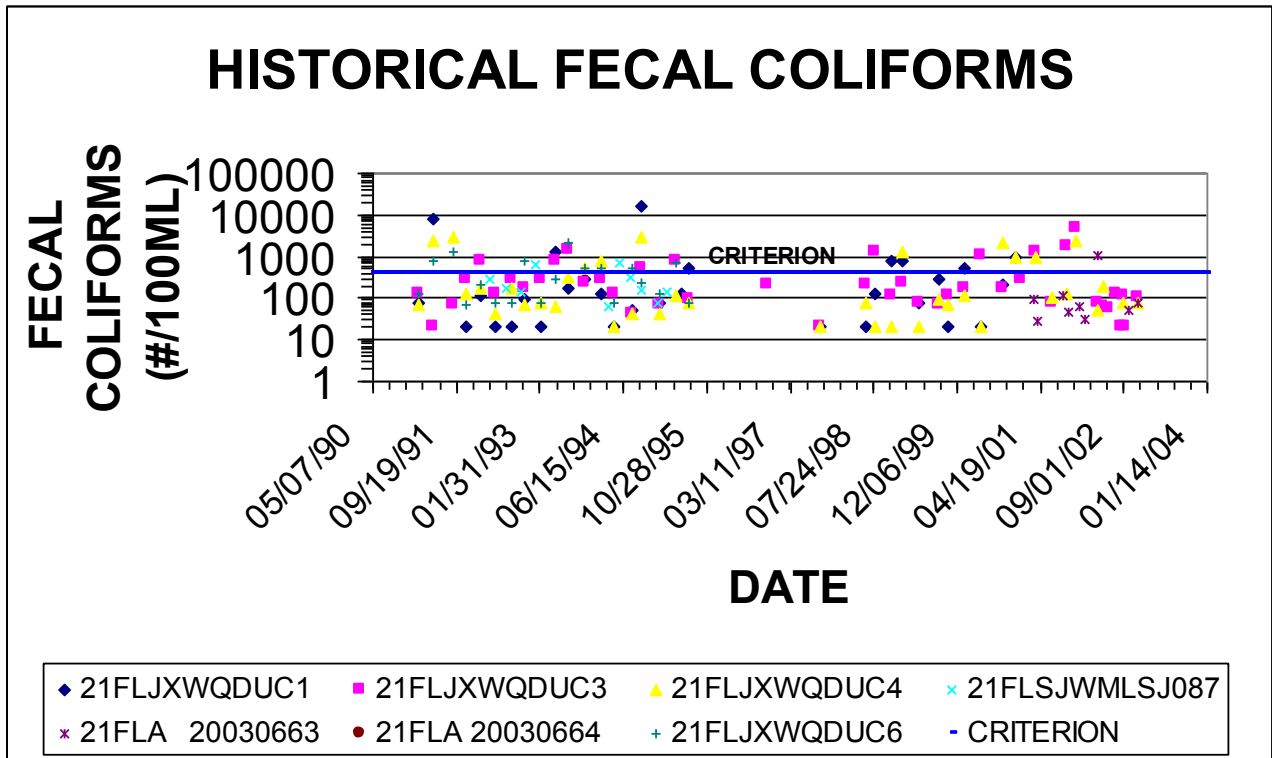 HISTORICAL FECAL COLIFORMS
FECAL
COLIFORMS
(#/100ML)
100000
10000
1000
100
10
1
CRITERION
05/07/90
09/19/91
01/31/93
06/15/94
10/28/95
03/11/97
07/24/98
12/06/99
04/19/01
09/01/02
01/14/04
DATE
21FLJXWQDUC1
21FLJXWQDUC3
21FLJXWQDUC4
21FLSJWMLSJ087
21FLA 20030663
21FLA 20030664
21FLJXWQDUC6
CRITERION